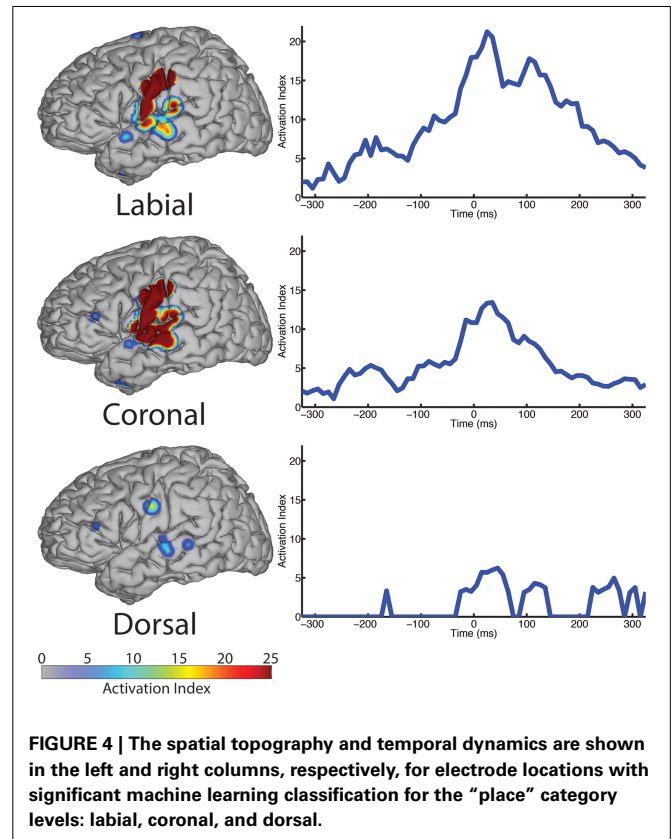 20
15
10
5
0
Activation Index
−300 −200 −100 0 100 200 300
Time (ms)
Labial
20
15
10
5
0
Activation Index
−300 −200 −100 0 100 200 300
Time (ms)
Coronal
20
15
10
5
0
Activation Index
−300 −200 −100 0 100 200 300
Time (ms)
Dorsal
0 5 10 15 20 25
Activation Index
FIGURE 4 | The spatial topography and temporal dynamics are shown
in the left and right columns, respectively, for electrode locations with
significant machine learning classification for the “place” category
levels: labial, coronal, and dorsal.